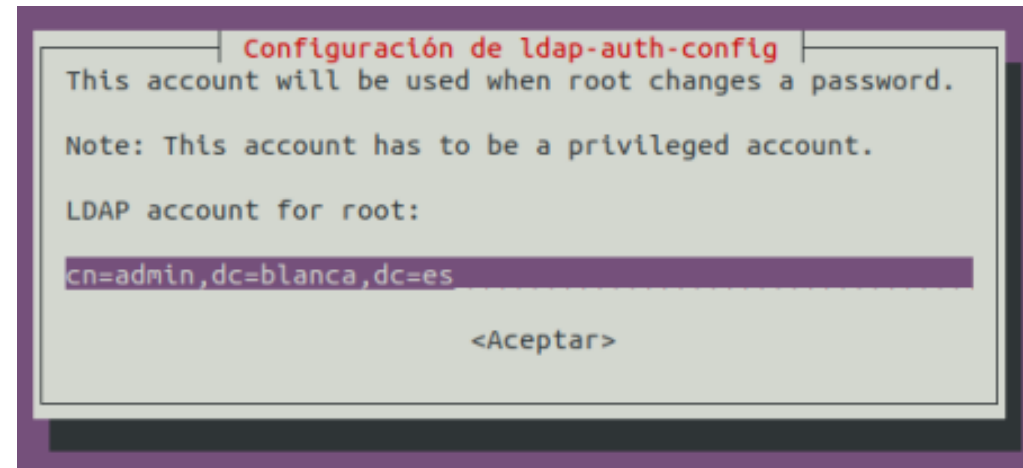 Configuración de ldap-auth-config
This account will be used when root changes a password.
Note: This account has to be a privileged account.
LDAP account for root:
cn=admin,dc=blanca,dc=es
<Aceptar>